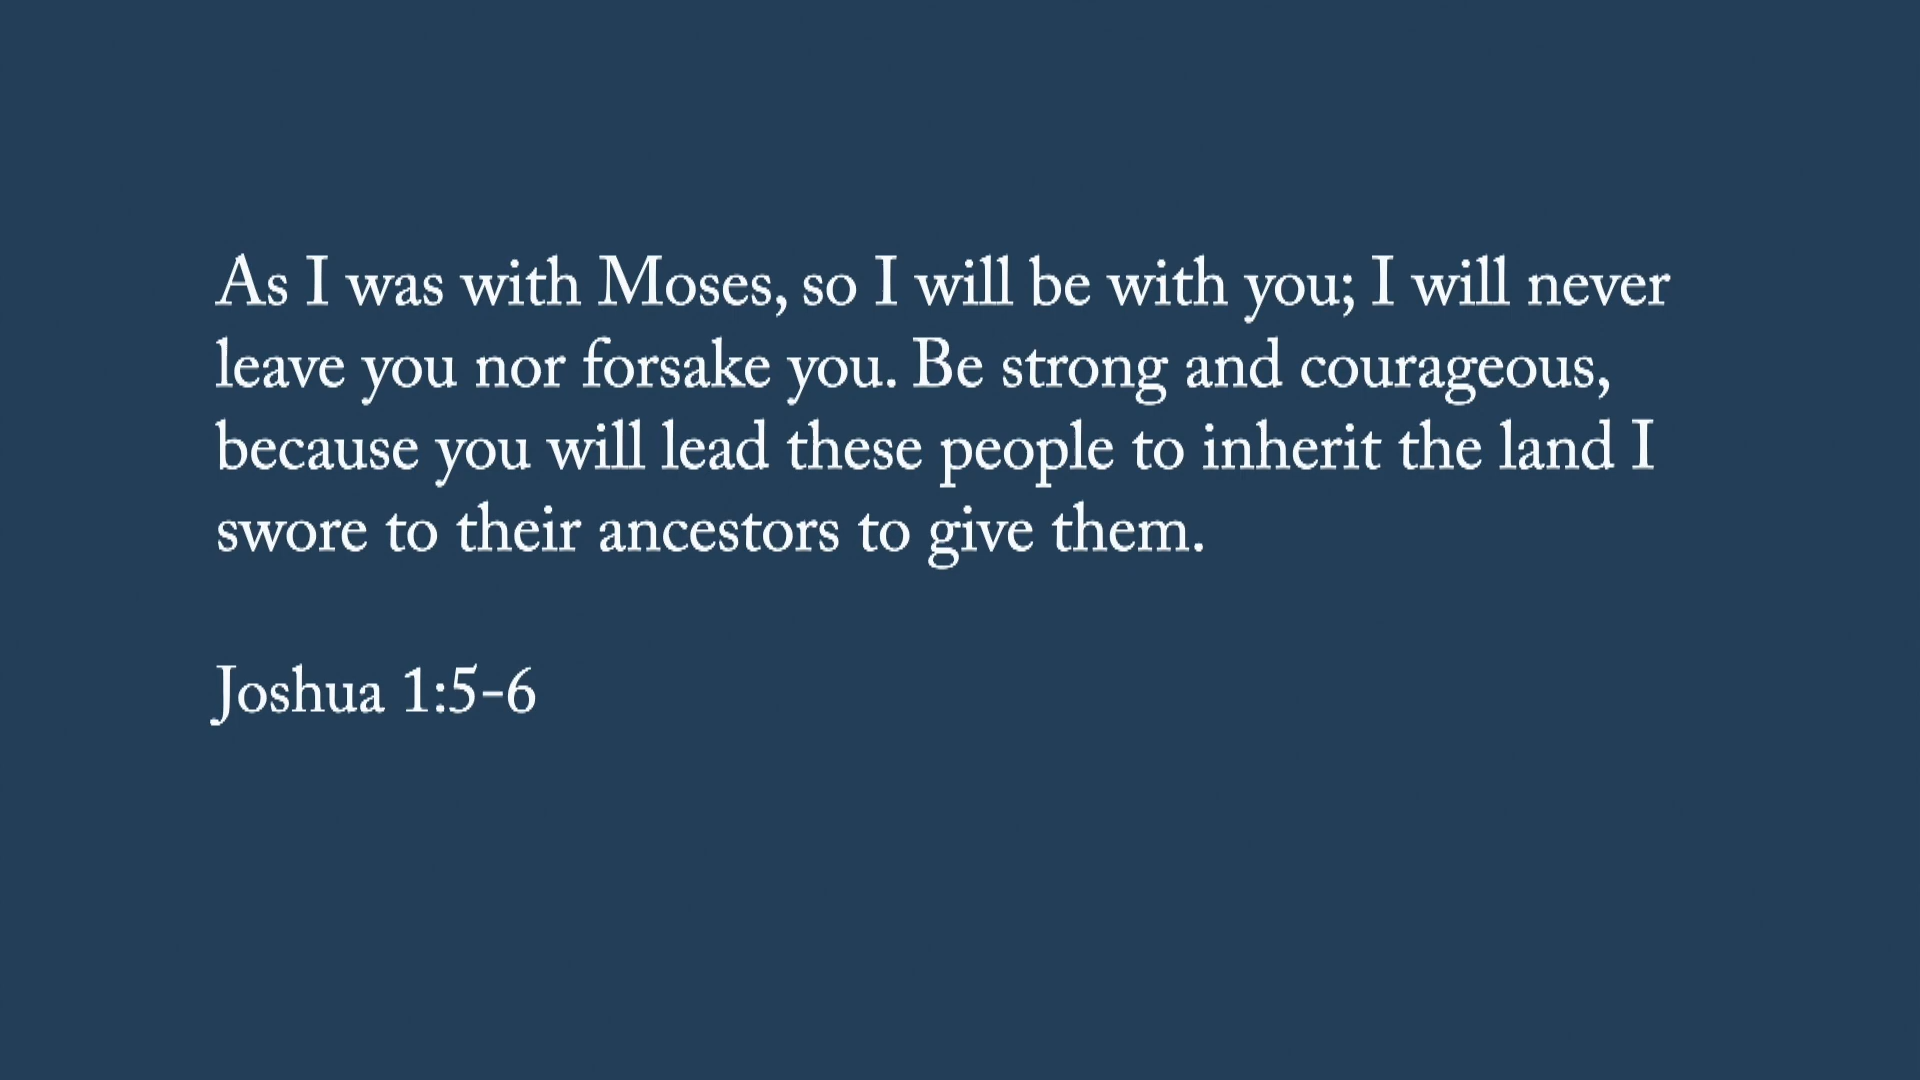 As I was with Moses, so I will be with you; I will never
leave you nor forsake you. Be strong and courageous,
because you will lead these people to inherit the land I
swore to their ancestors to give them.
Joshua 1:5-6